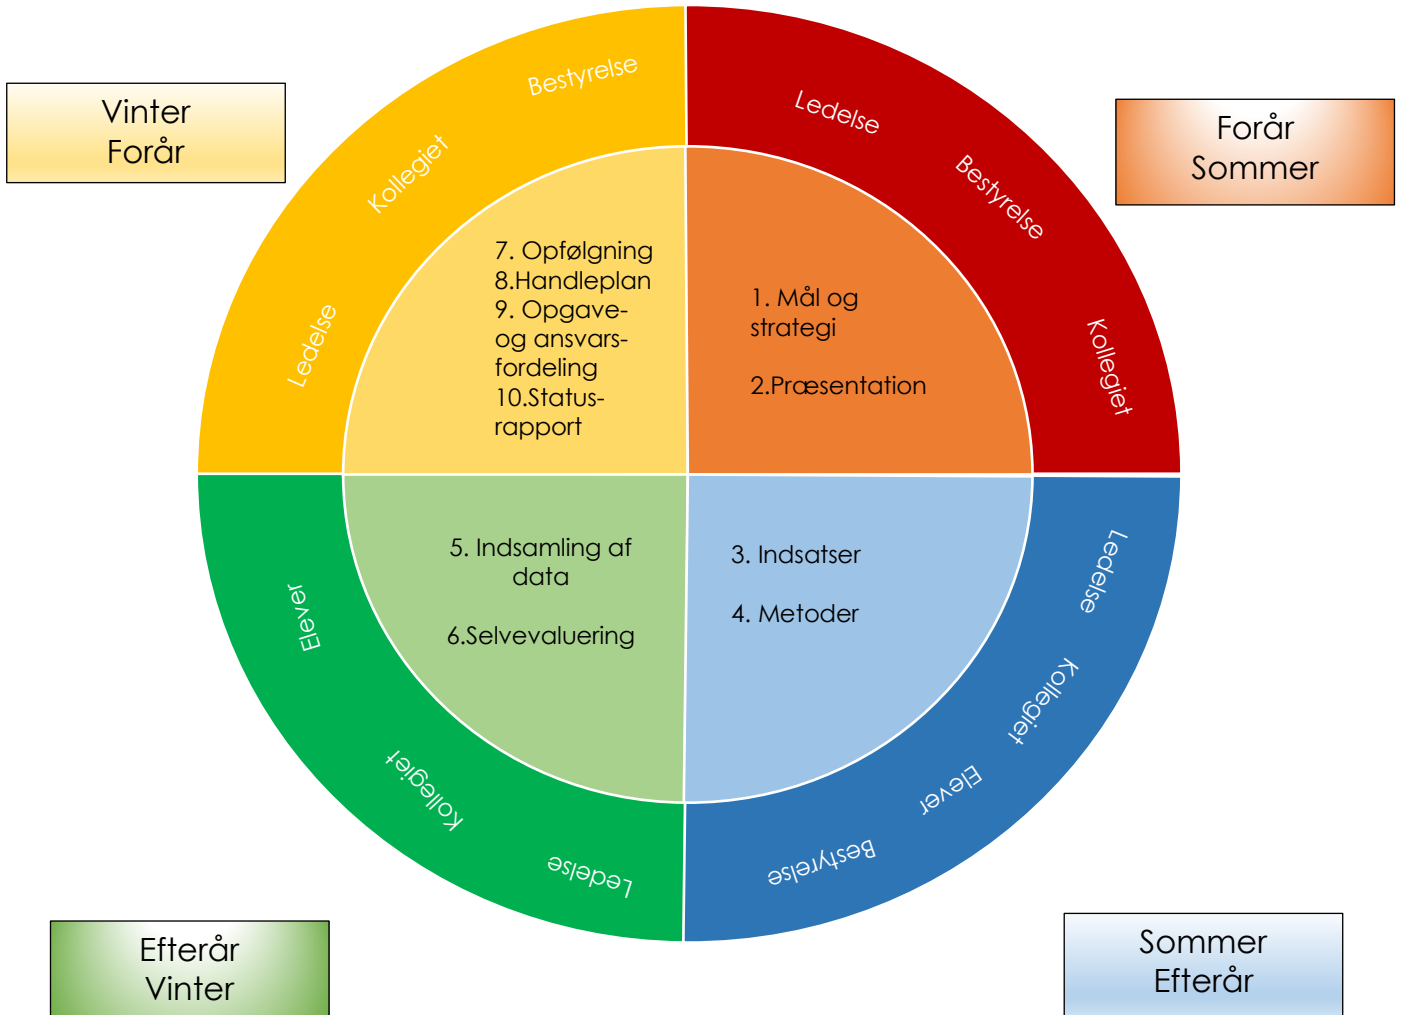 Vinter
Forår
Forår
Sommer
Bestyrelse
Kollegiet
Ledelse
Ledelse
Bestyrelse
Kollegiet
7. Opfølgning
8.Handleplan
9. Opgave-
og ansvars-
fordeling
10.Status-
rapport
1. Mål og
strategi
2.Præsentation
5. Indsamling af
data
6.Selvevaluering
3. Indsatser
4. Metoder
Elever
Kollegiet
Ledelse
Ledelse
Kollegiet
Elever
Bestyrelse
Efterår
Vinter
Sommer
Efterår